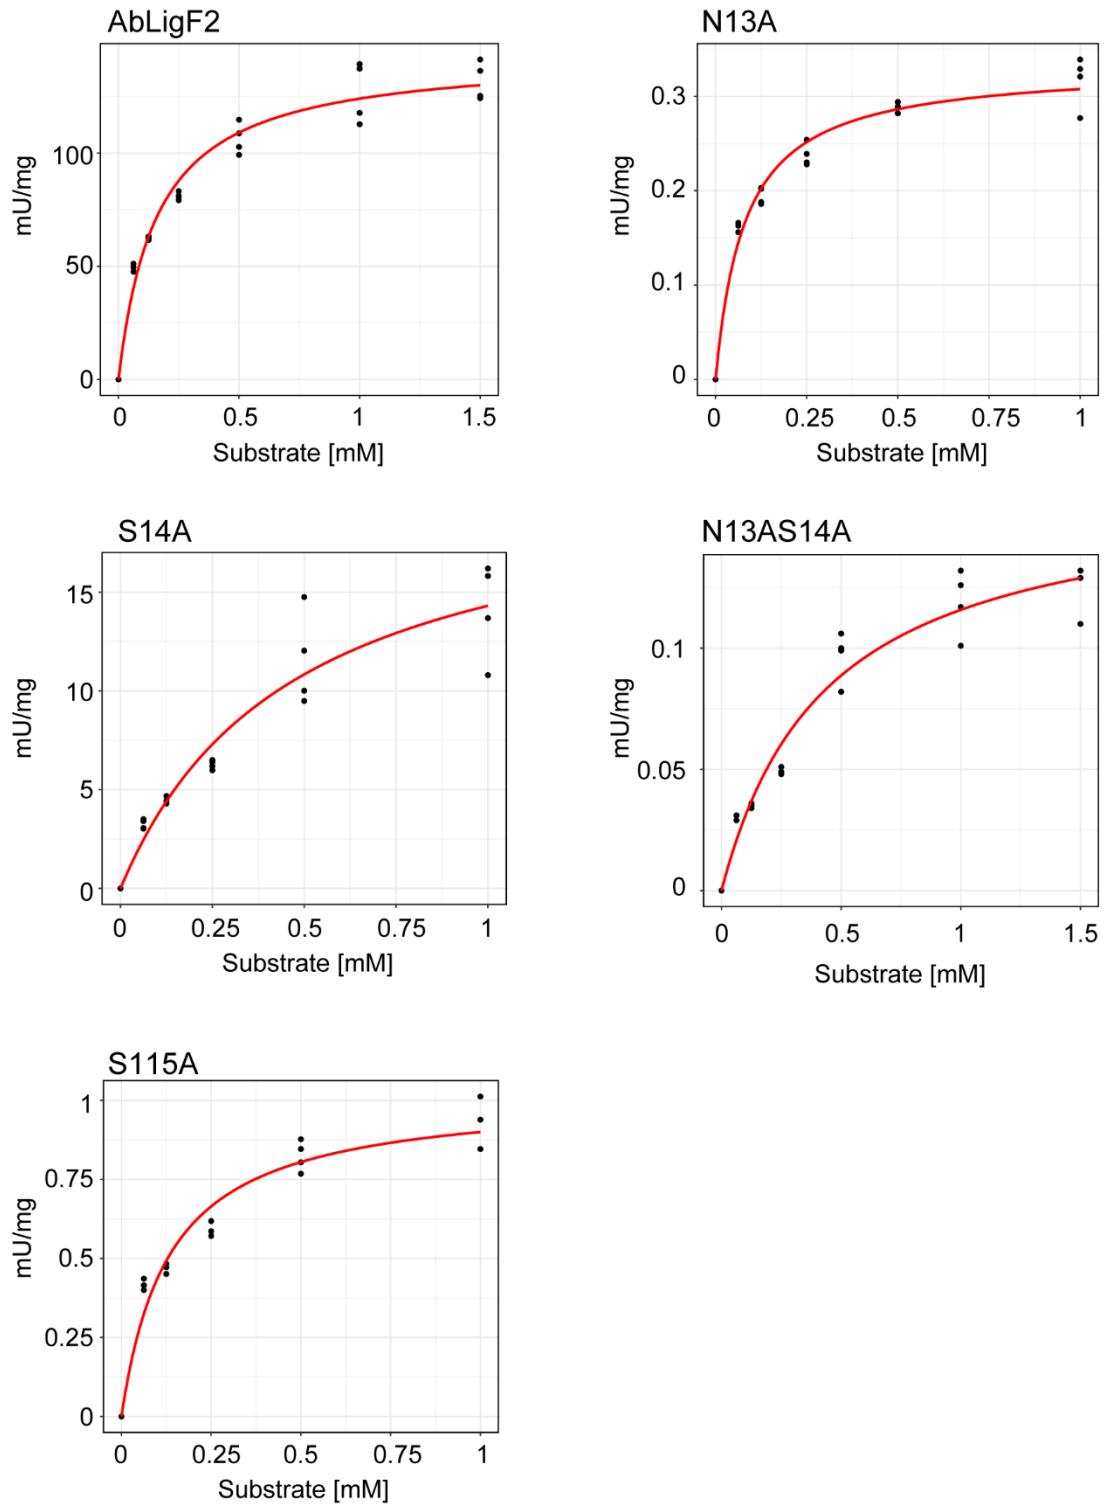 AbLigF2
mU/mg
100
50
0
0 0.5 1 1.5
Substrate [mM]
N13A
mU/mg
0.3
0.2
0.1
0
0 0.25 0.5 0.75 1
Substrate [mM]
S14A
mU/mg
15
10
5
0
0 0.25 0.5 0.75 1
Substrate [mM]
N13AS14A
mU/mg
0.1
0.05
0
0 0.5 1 1.5
Substrate [mM]
S115A
mU/mg
1
0.75
0.5
0.25
0
0 0.25 0.5 0.75 1
Substrate [mM]